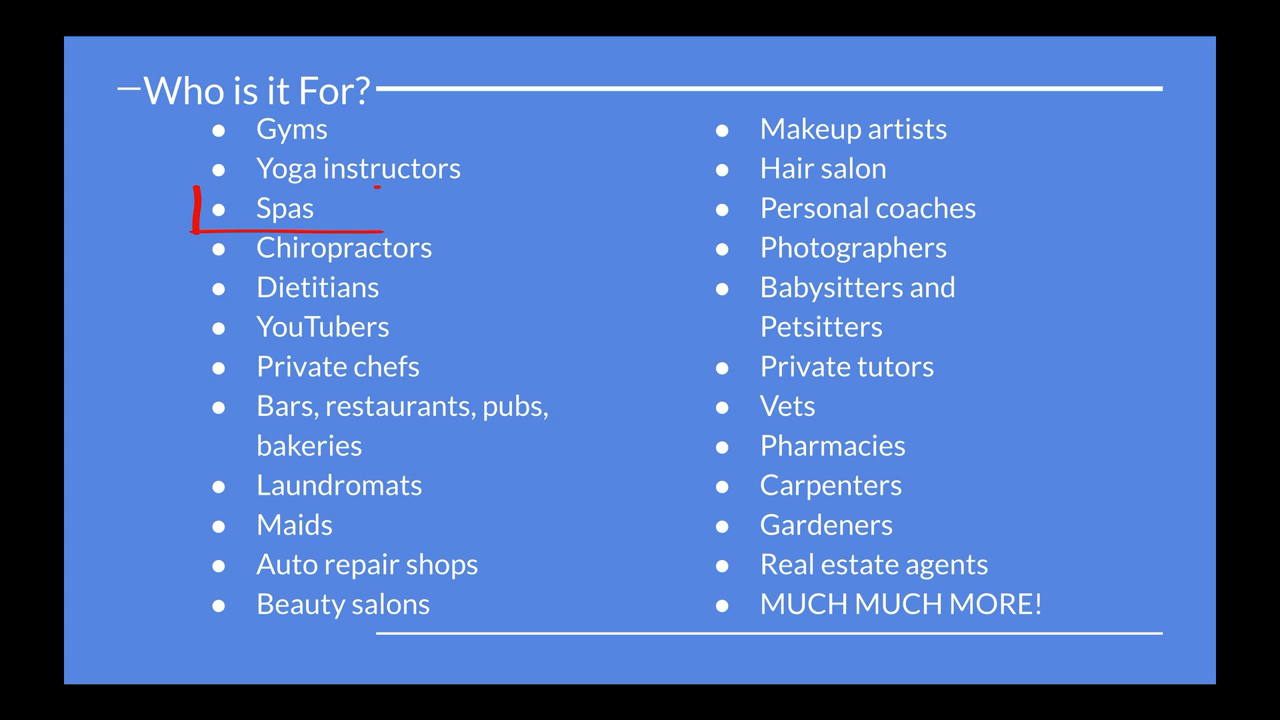 Who is it For?
Gyms
Yoga instructors
Spas
Chiropractors
Dietitians
YouTubers
Private chefs
Bars, restaurants, pubs,
bakeries
Laundromats
Maids
Auto repair shops
Beauty salons
Makeup artists
Hair salon
Personal coaches
Photographers
Babysitters and
Petsitters
Private tutors
Vets
Pharmacies
Carpenters
Gardeners
Real estate agents
MUCH MUCH MORE!